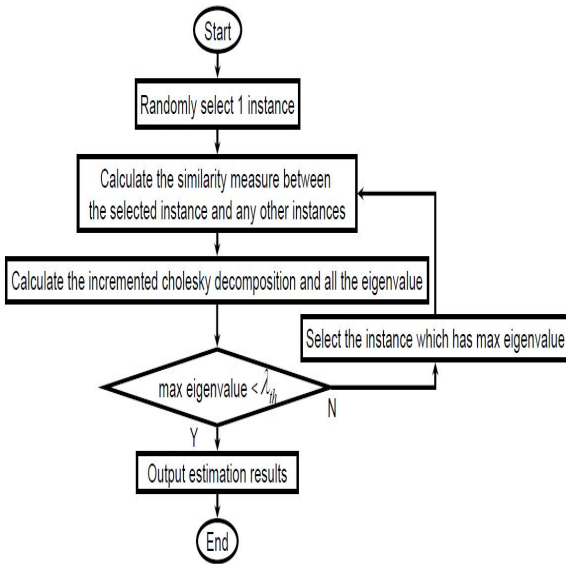 Start
Randomly select 1 instance
Calculate the similarity measure between
the selected instance and any other instances
Calculate the incremented cholesky decomposition and all the eigenvalue
Select the instance which has max eigenvalue
max eigenvalue < λth
N
Y
Output estimation results
End